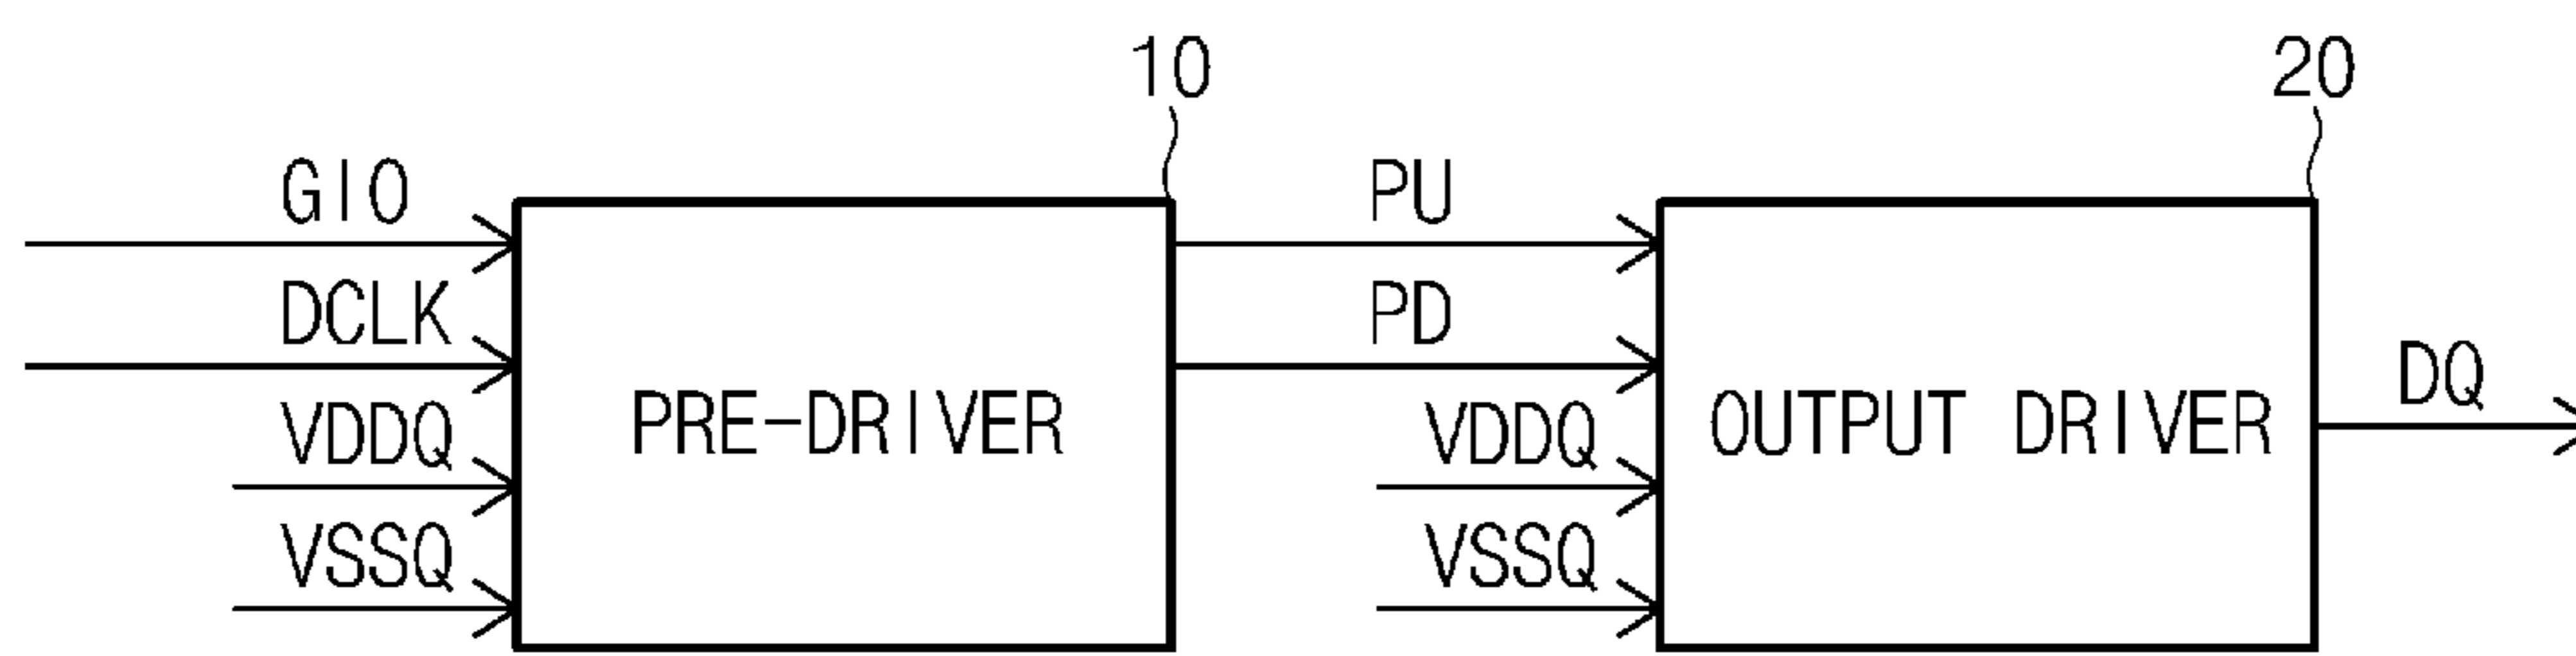 10
20
GIO
PU
DCLK
PD
DQ
VDDQ
PRE-DRIVER
VDDQ
OUTPUT DRIVER
VSSQ
VSSQ